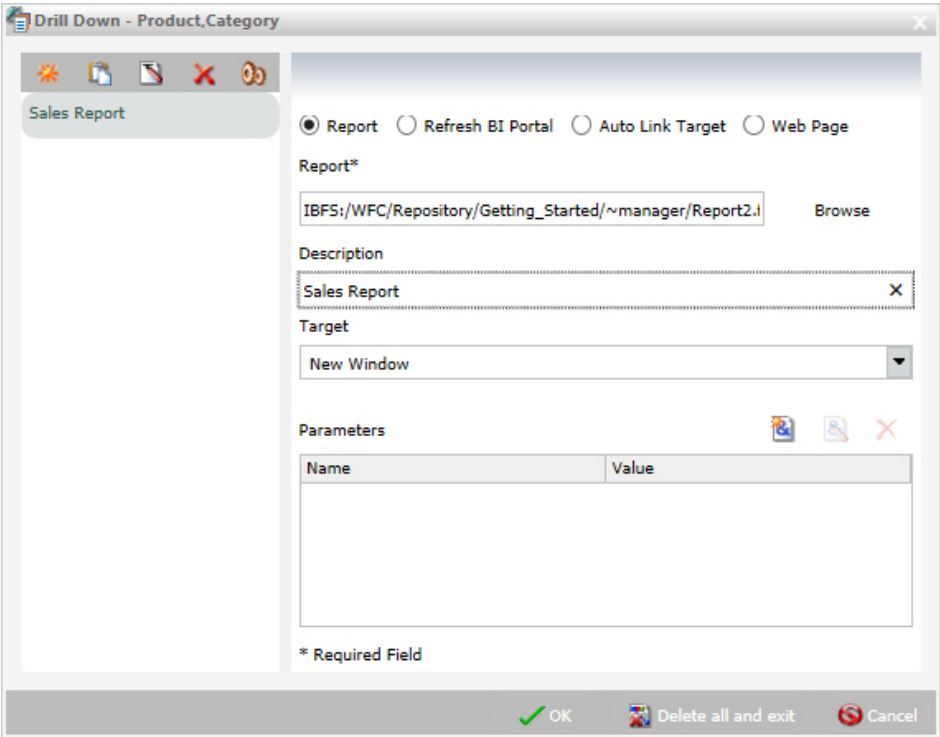 Drill Down - Product,Category
Sales Report
Report Refresh BI Portal Auto Link Target Web Page
Report*
IBFS:/WFC/Repository/Getting_Started/~manager/Report2.f Browse
Description
Sales Report
Target
New Window
Parameters
Name Value
* Required Field
OK Delete all and exit Cancel